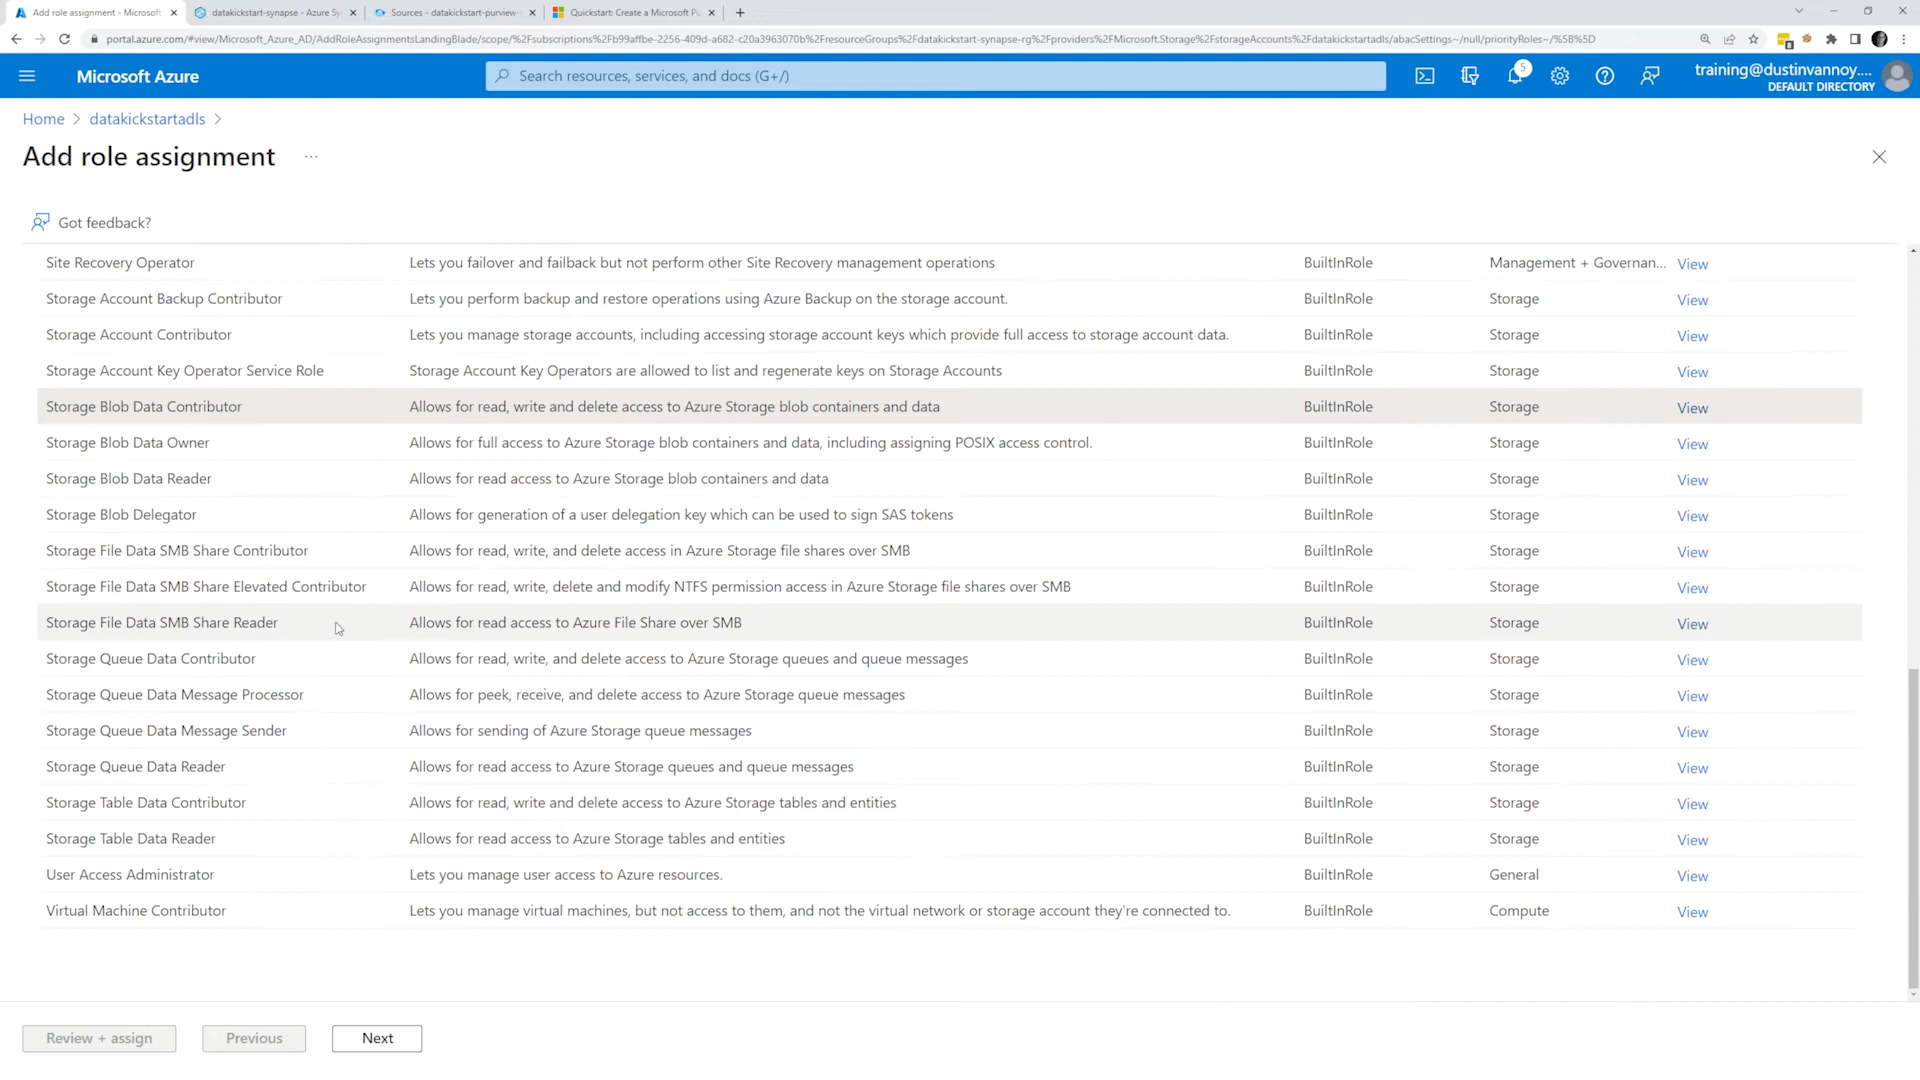 Add role assignment - Microsoft
datakickstart-synapse - Azure Sy
Sources - datakickstart-purview
Quickstart: Create a Microsoft Pu
portal.azure.com/#view/Microsoft_Azure_AD/AddRoleAssignmentsLandingBlade/scope/%2Fsubscriptions%2Fb99affbe-2256-409d-a682-c20a3963070b%2FresourceGroups%2Fdatakickstart-synapse-rg%2Fproviders%2FMicrosoft.Storage%2FstorageAccounts%2Fdatakickstartadls/abacSettings~/null/priorityRoles~/%5B%5D
Microsoft Azure
Search resources, services, and docs (G+/)
5
training@dustinvannoy....
DEFAULT DIRECTORY
Home > datakickstartadls >
Add role assignment ...
Got feedback?
Site Recovery Operator Lets you failover and failback but not perform other Site Recovery management operations BuiltInRole Management + Governan... View
Storage Account Backup Contributor Lets you perform backup and restore operations using Azure Backup on the storage account. BuiltInRole Storage View
Storage Account Contributor Lets you manage storage accounts, including accessing storage account keys which provide full access to storage account data. BuiltInRole Storage View
Storage Account Key Operator Service Role Storage Account Key Operators are allowed to list and regenerate keys on Storage Accounts BuiltInRole Storage View
Storage Blob Data Contributor Allows for read, write and delete access to Azure Storage blob containers and data BuiltInRole Storage View
Storage Blob Data Owner Allows for full access to Azure Storage blob containers and data, including assigning POSIX access control. BuiltInRole Storage View
Storage Blob Data Reader Allows for read access to Azure Storage blob containers and data BuiltInRole Storage View
Storage Blob Delegator Allows for generation of a user delegation key which can be used to sign SAS tokens BuiltInRole Storage View
Storage File Data SMB Share Contributor Allows for read, write, and delete access in Azure Storage file shares over SMB BuiltInRole Storage View
Storage File Data SMB Share Elevated Contributor Allows for read, write, delete and modify NTFS permission access in Azure Storage file shares over SMB BuiltInRole Storage View
Storage File Data SMB Share Reader Allows for read access to Azure File Share over SMB BuiltInRole Storage View
Storage Queue Data Contributor Allows for read, write, and delete access to Azure Storage queues and queue messages BuiltInRole Storage View
Storage Queue Data Message Processor Allows for peek, receive, and delete access to Azure Storage queue messages BuiltInRole Storage View
Storage Queue Data Message Sender Allows for sending of Azure Storage queue messages BuiltInRole Storage View
Storage Queue Data Reader Allows for read access to Azure Storage queues and queue messages BuiltInRole Storage View
Storage Table Data Contributor Allows for read, write and delete access to Azure Storage tables and entities BuiltInRole Storage View
Storage Table Data Reader Allows for read access to Azure Storage tables and entities BuiltInRole Storage View
User Access Administrator Lets you manage user access to Azure resources. BuiltInRole General View
Virtual Machine Contributor Lets you manage virtual machines, but not access to them, and not the virtual network or storage account they're connected to. BuiltInRole Compute View
Review + assign Previous Next